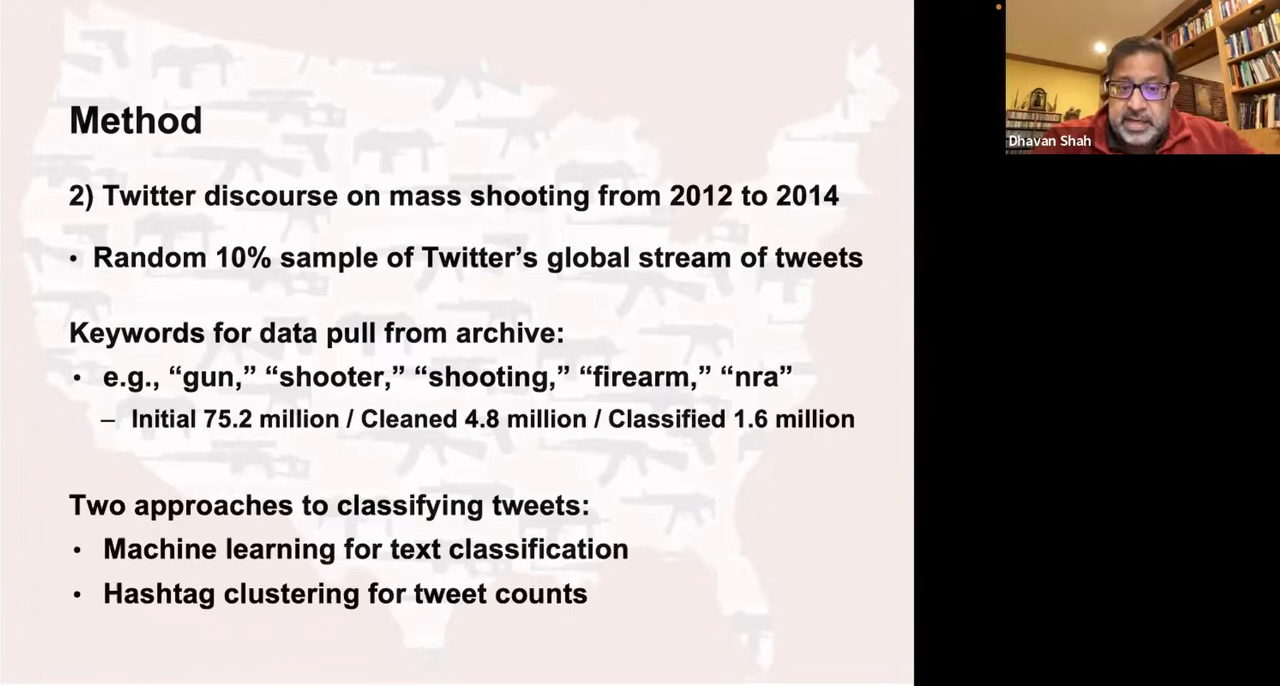 Method
2) Twitter discourse on mass shooting from 2012 to 2014
• Random 10% sample of Twitter’s global stream of tweets
Keywords for data pull from archive:
• e.g., “gun,” “shooter,” “shooting,” “firearm,” “nra”
– Initial 75.2 million / Cleaned 4.8 million / Classified 1.6 million
Two approaches to classifying tweets:
• Machine learning for text classification
• Hashtag clustering for tweet counts
Dhavan Shah